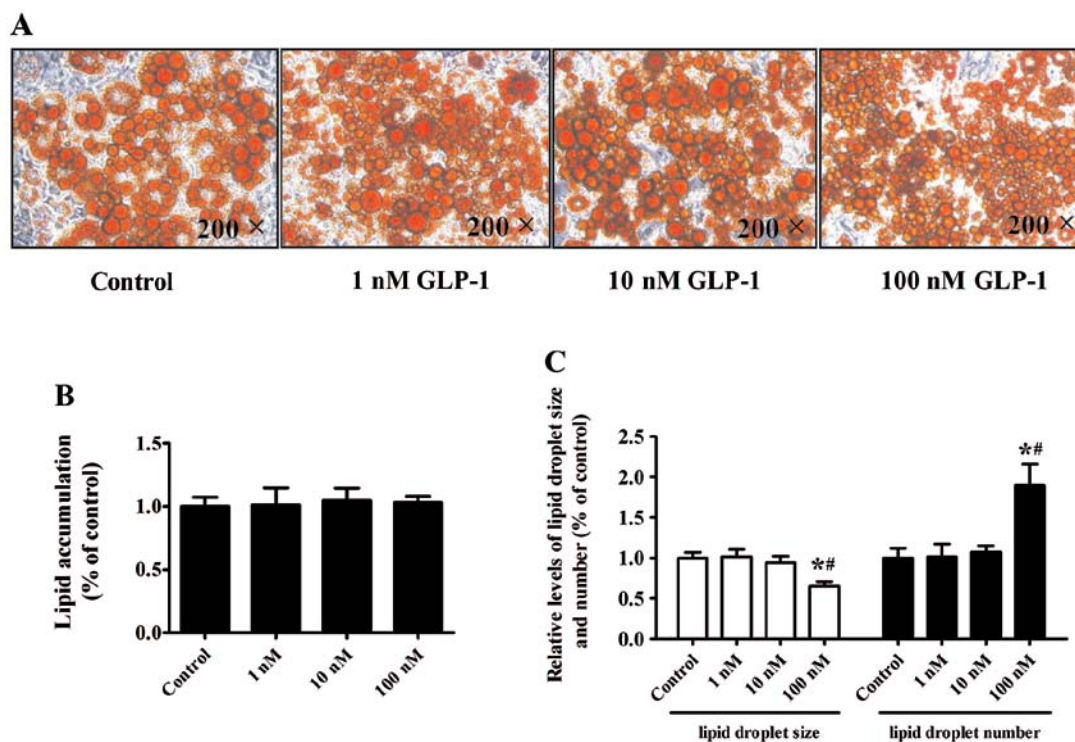 A
200 ×
200 ×
200 ×
200 ×
Control
1 nM GLP-1
10 nM GLP-1
100 nM GLP-1
B
Lipid accumulation
(% of control)
1.5
1.0
0.5
0.0
Control
1 nM
10 nM
100 nM
C
Relative levels of lipid droplet size
and number (% of control)
2.5
2.0
1.5
1.0
0.5
0.0
*#
*#
Control
1 nM
10 nM
100 nM
Control
1 nM
10 nM
100 nM
lipid droplet size
lipid droplet number